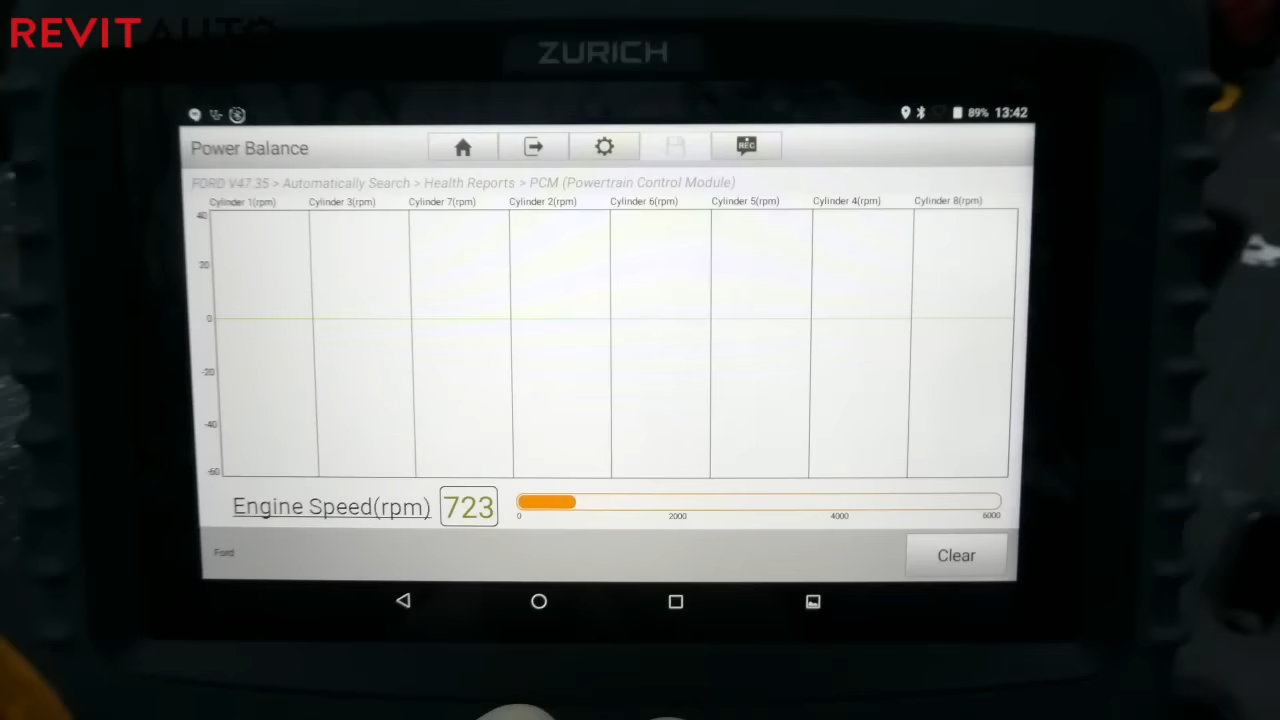 REVITAUTO
ZURICH
89% 13:42
Power Balance
REC
FORD V47.35 > Automatically Search > Health Reports > PCM (Powertrain Control Module)
Cylinder 1(rpm) Cylinder 3(rpm) Cylinder 7(rpm) Cylinder 2(rpm) Cylinder 6(rpm) Cylinder 5(rpm) Cylinder 4(rpm) Cylinder 8(rpm)
40
20
0
-20
-40
-60
Engine Speed(rpm) 723
0 2000 4000 6000
Ford
Clear